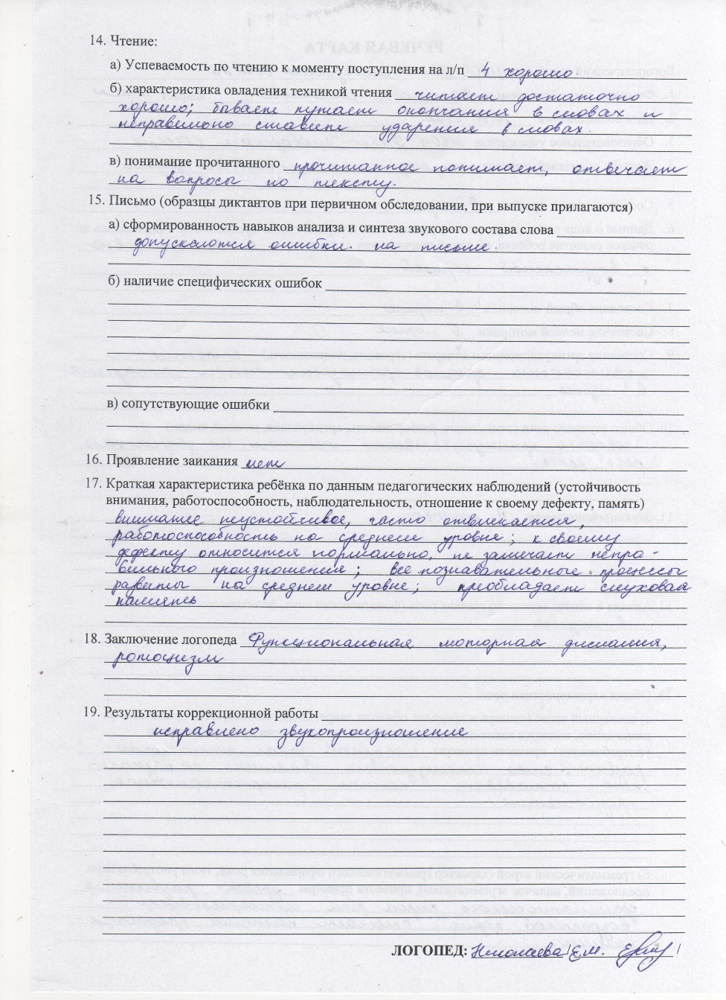 14. Чтение:
а) Успеваемость по чтению к моменту поступления на л/п 4 хорошо
б) характеристика овладения техникой чтения читает достаточно
хорошо; бывает путает окончания в словах и
неправильно ставит ударения в словах.
в) понимание прочитанного прочитанное понимает, отвечает
на вопросы по тексту.
15. Письмо (образцы диктантов при первичном обследовании, при выпуске прилагаются)
а) сформированность навыков анализа и синтеза звукового состава слова
допускаются ошибки на письме.
б) наличие специфических ошибок
в) сопутствующие ошибки
16. Проявление заикания нет
17. Краткая характеристика ребёнка по данным педагогических наблюдений (устойчивость
внимания, работоспособность, наблюдательность, отношение к своему дефекту, память)
внимание неустойчивое, часто отвлекается,
работоспособность на среднем уровне; к своему
дефекту относится нормально, не замечает непра-
вильного произношения; все познавательные процессы
развиты на среднем уровне; преобладает слуховая
память
18. Заключение логопеда Функциональная моторная дислалия,
ротоцизм
19. Результаты коррекционной работы
исправлено звукопроизношение
ЛОГОПЕД: Николаева /Е.М. /